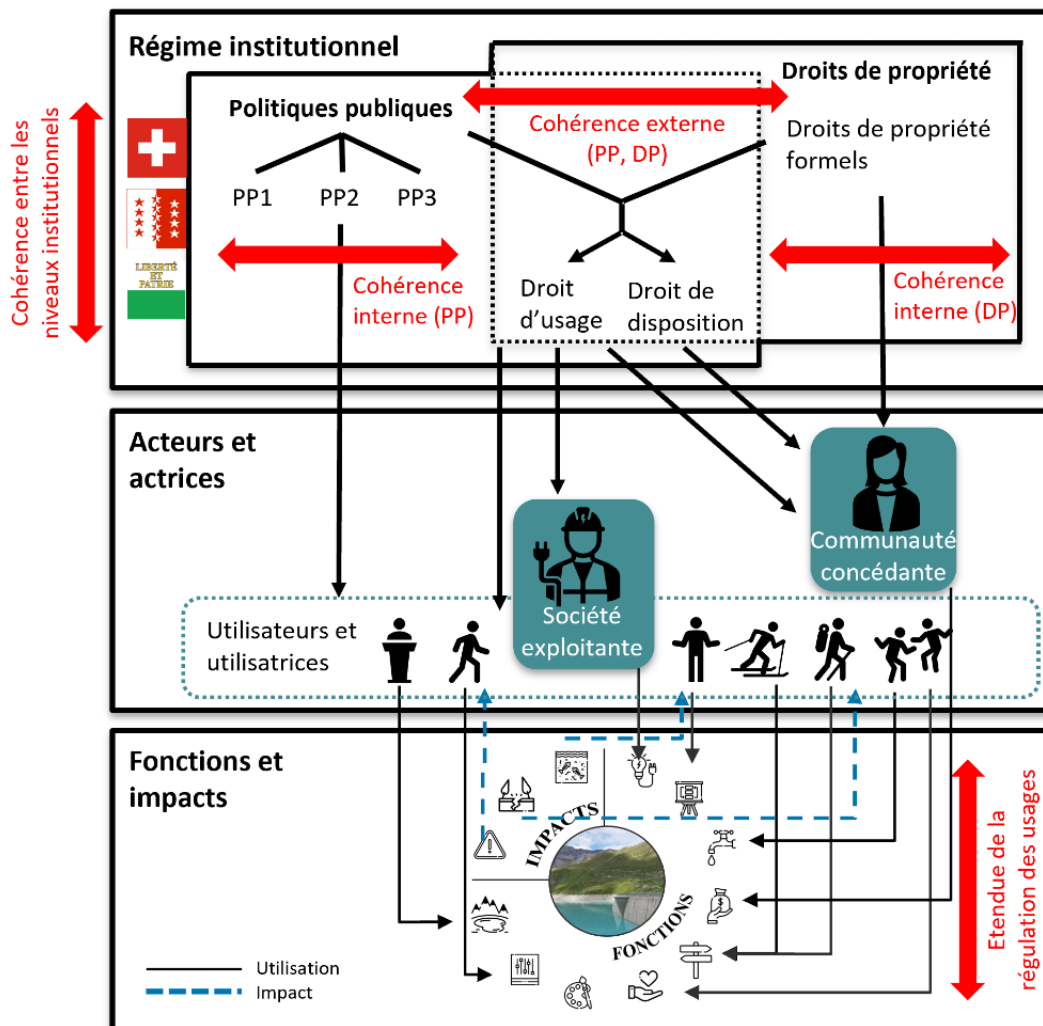 Régime institutionnel
Droits de propriété
Politiques publiques
Cohérence externe
(PP, DP)
Droits de propriété
formels
PP1
PP2
PP3
Cohérence entre les
niveaux institutionnels
LIBERTÉ
ET
PATRIE
Cohérence
interne (PP)
Droit
d’usage
Droit de
disposition
Cohérence
interne (DP)
Acteurs et
actrices
Communauté
concédante
Utilisateurs et
utilisatrices
Société
exploitante
Fonctions et
impacts
IMPACTS
FONCTIONS
Etendue de la
régulation des usages
Utilisation
Impact